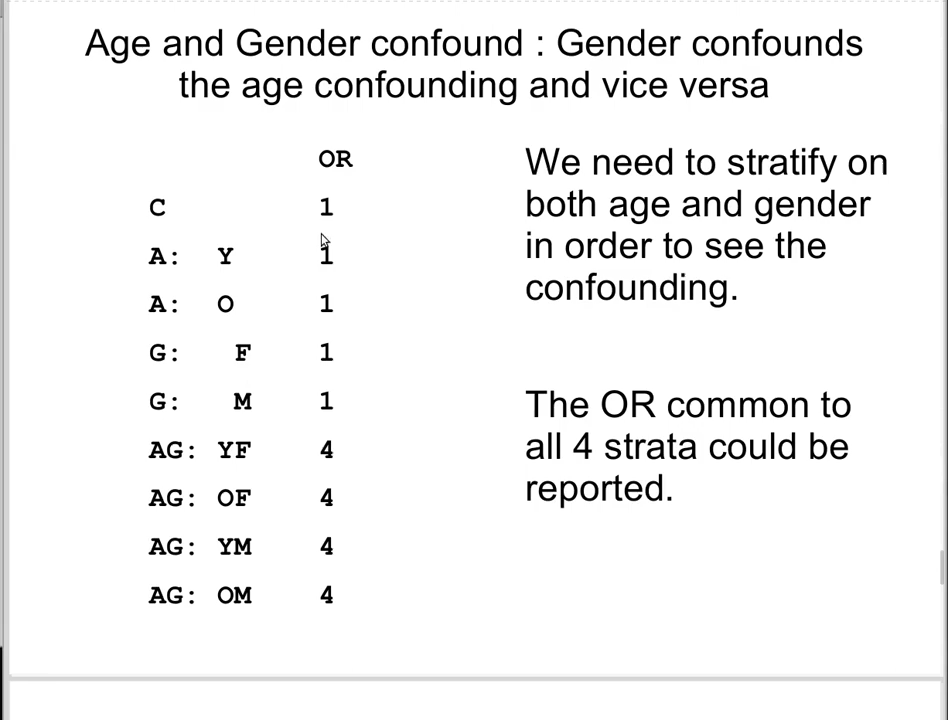 Age and Gender confound : Gender confounds
the age confounding and vice versa
OR
C 1
A: Y 1
A: O 1
G: F 1
G: M 1
AG: YF 4
AG: OF 4
AG: YM 4
AG: OM 4
We need to stratify on
both age and gender
in order to see the
confounding.
The OR common to
all 4 strata could be
reported.